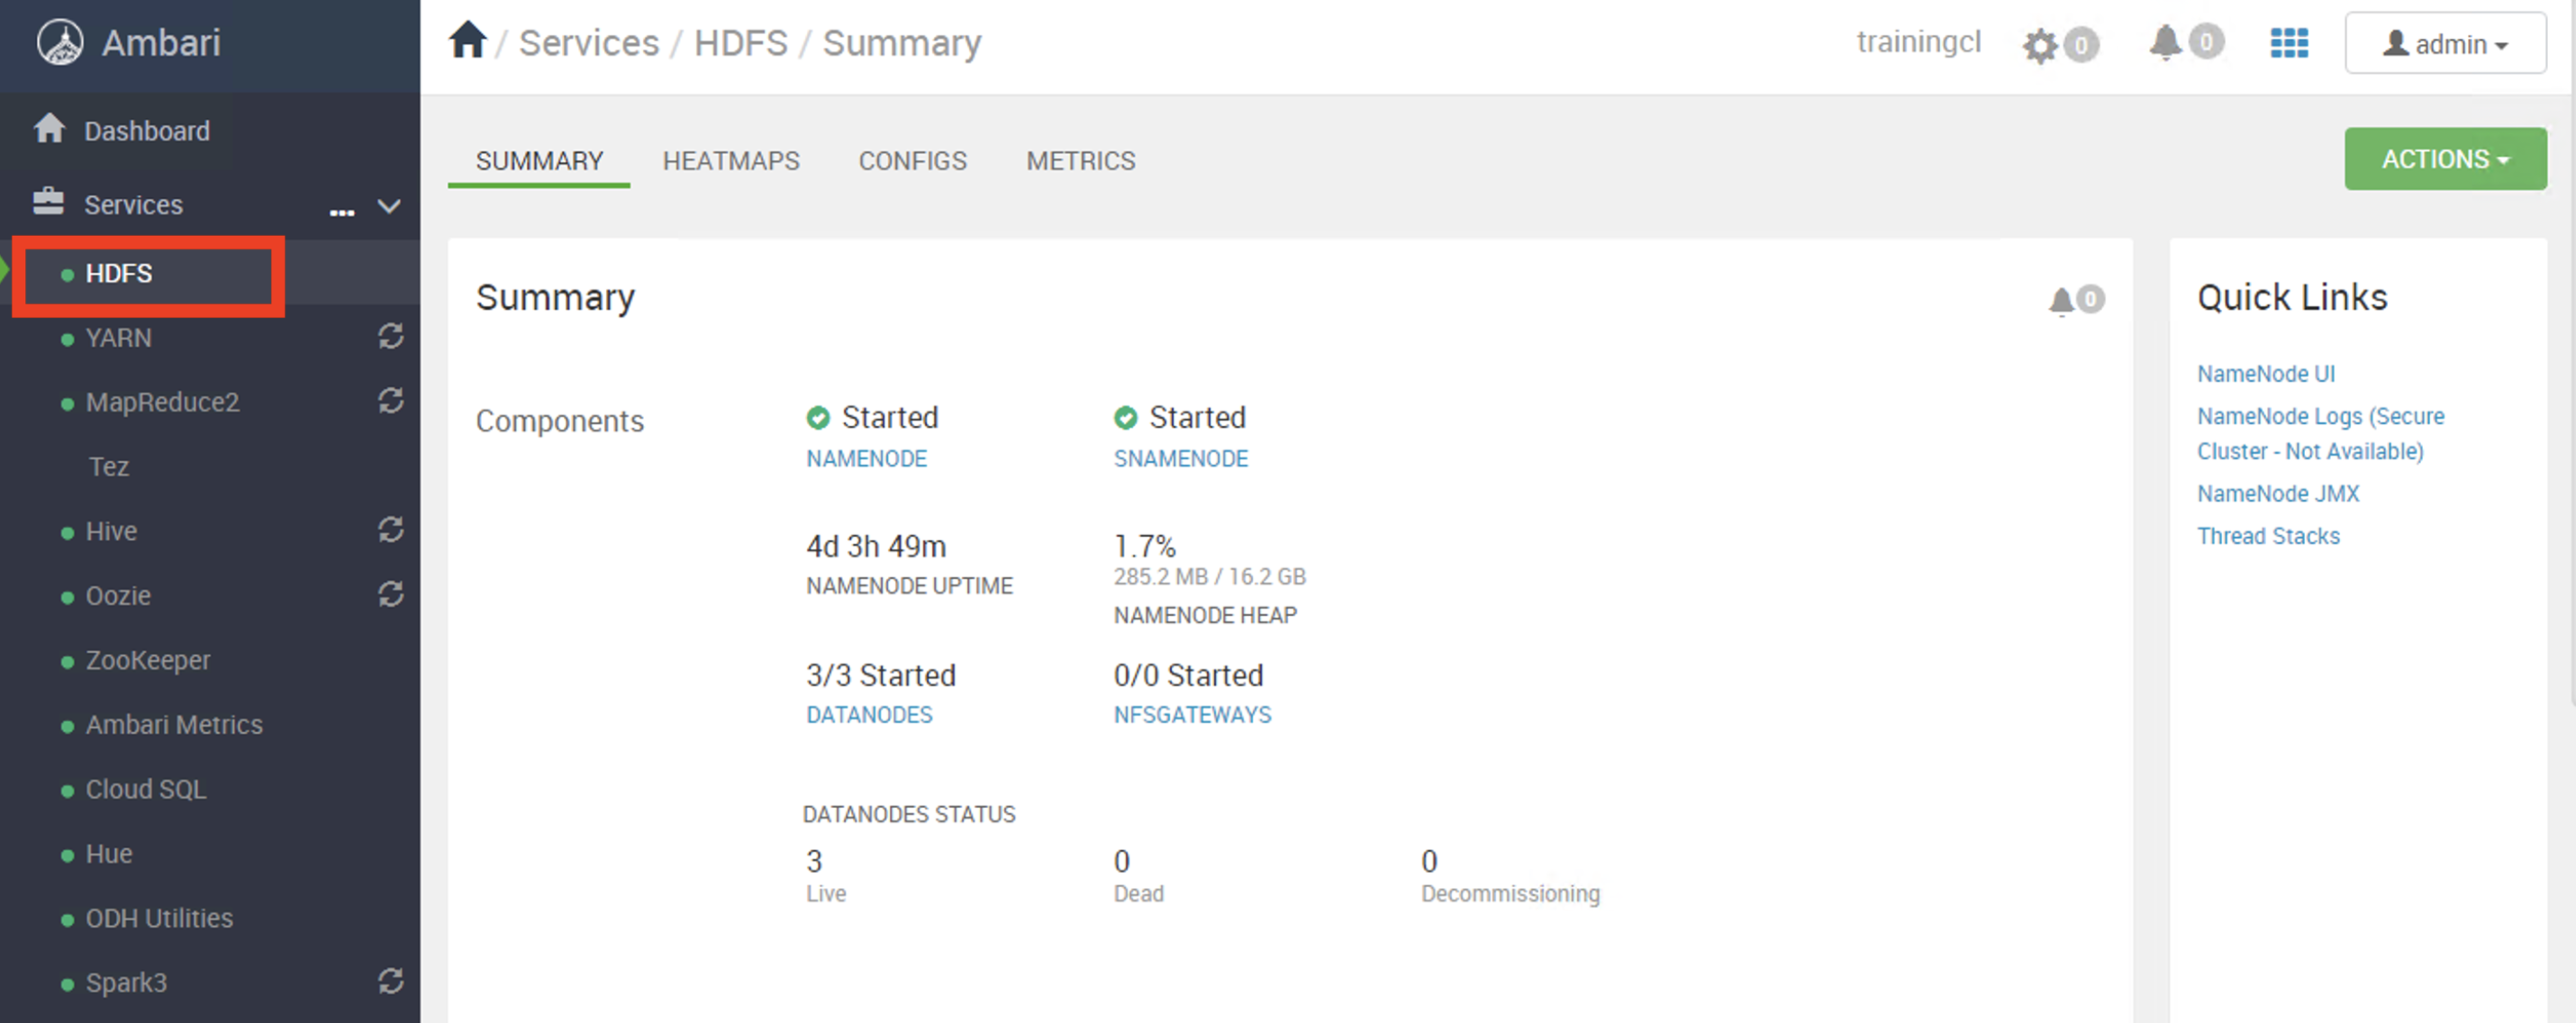 Ambari
/ Services / HDFS / Summary
trainingcl
0
0
admin
Dashboard
Services
...
HDFS
YARN
MapReduce2
Tez
Hive
Oozie
ZooKeeper
Ambari Metrics
Cloud SQL
Hue
ODH Utilities
Spark3
SUMMARY HEATMAPS CONFIGS METRICS
ACTIONS
Summary
0
Components
Started
NAMENODE
Started
SNAMENODE
4d 3h 49m
NAMENODE UPTIME
1.7%
285.2 MB / 16.2 GB
NAMENODE HEAP
3/3 Started
DATANODES
0/0 Started
NFSGATEWAYS
DATANODES STATUS
3
Live
0
Dead
0
Decommissioning
Quick Links
NameNode UI
NameNode Logs (Secure
Cluster - Not Available)
NameNode JMX
Thread Stacks